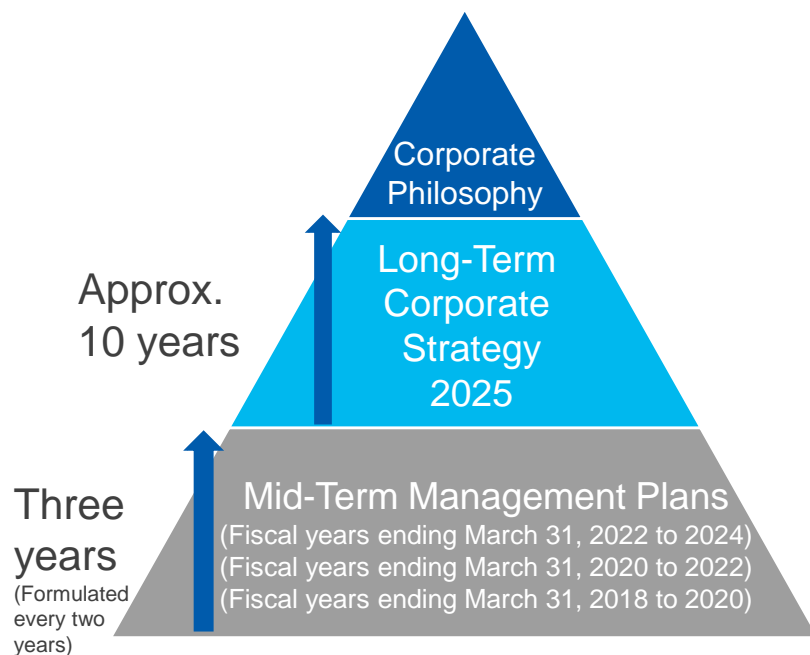 Corporate
Philosophy
Approx.
10 years
Long-Term
Corporate
Strategy
2025
Three
years
(Formulated
every two
years)
Mid-Term Management Plans
(Fiscal years ending March 31, 2022 to 2024)
(Fiscal years ending March 31, 2020 to 2022)
(Fiscal years ending March 31, 2018 to 2020)